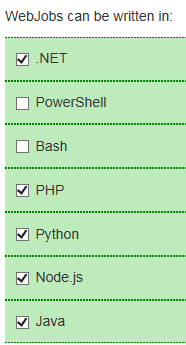 WebJobs can be written in:
.NET
PowerShell
Bash
PHP
Python
Node.js
Java